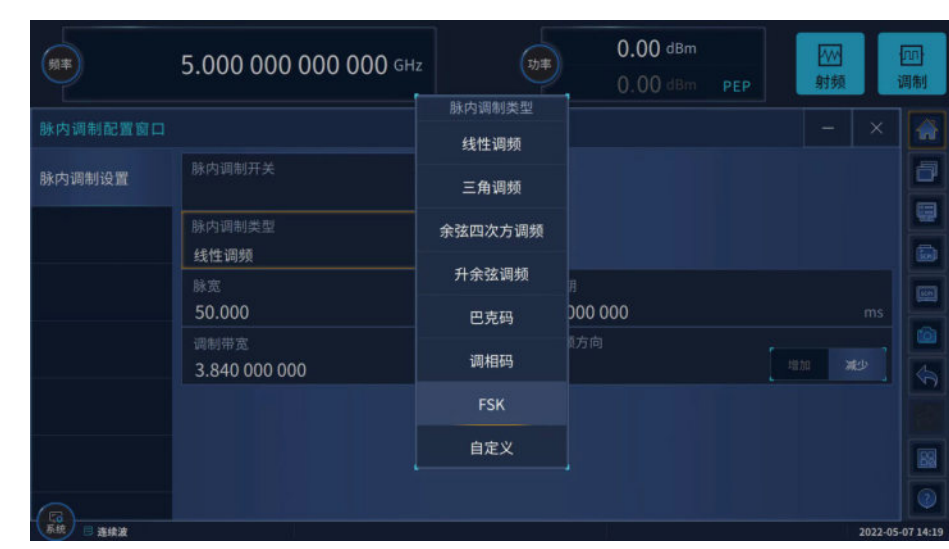 频率
5.000 000 000 000 GHz
功率
0.00 dBm
0.00 dBm PEP
射频
调制
脉内调制配置窗口
脉内调制类型
脉内调制设置
脉内调制开关
线性调频
三角调频
脉内调制类型
线性调频
余弦四次方调频
升余弦调频
脉宽
50.000
000 000
ms
巴克码
调制带宽
3.840 000 000
方向
增加
减少
调相码
FSK
自定义
系统
连续波
2022-05-07 14:19